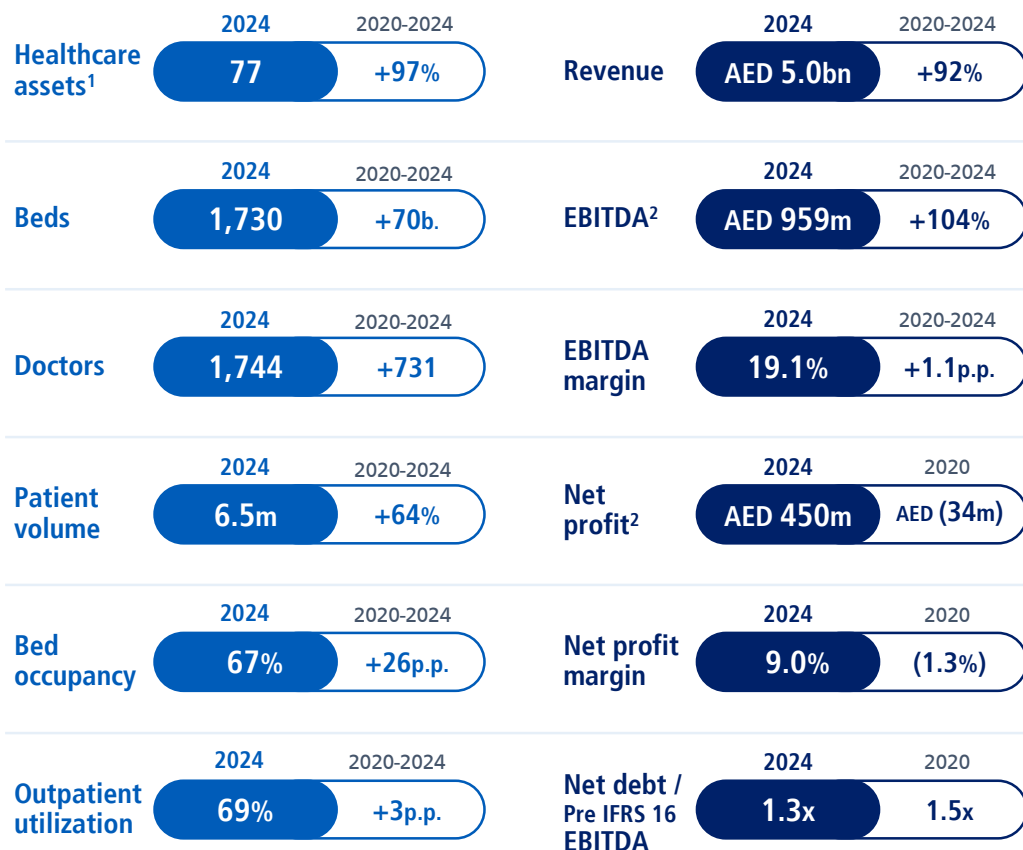 2024 2020-2024
Healthcare assets¹ 77 +97%
2024 2020-2024
Revenue AED 5.0bn +92%
2024 2020-2024
Beds 1,730 +70b.
2024 2020-2024
EBITDA² AED 959m +104%
2024 2020-2024
Doctors 1,744 +731
2024 2020-2024
EBITDA margin 19.1% +1.1p.p.
2024 2020-2024
Patient volume 6.5m +64%
2024 2020
Net profit² AED 450m AED (34m)
2024 2020-2024
Bed occupancy 67% +26p.p.
2024 2020
Net profit margin 9.0% (1.3%)
2024 2020-2024
Outpatient utilization 69% +3p.p.
2024 2020
Net debt / Pre IFRS 16 EBITDA 1.3x 1.5x